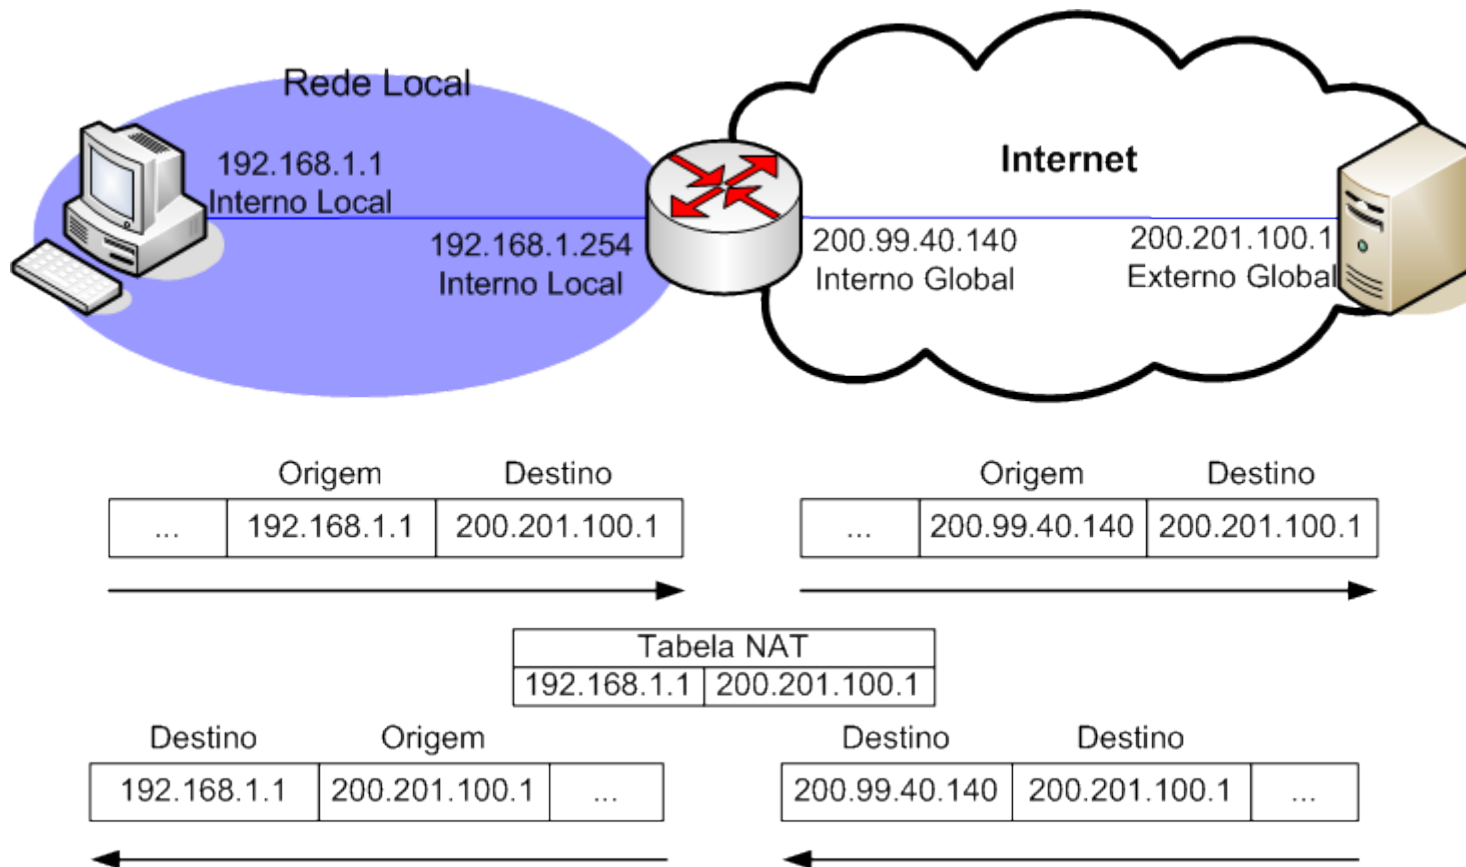 Rede Local
192.168.1.1
Interno Local
192.168.1.254
Interno Local
Internet
200.99.40.140
Interno Global
200.201.100.1
Externo Global
Origem Destino
... 192.168.1.1 200.201.100.1
Origem Destino
... 200.99.40.140 200.201.100.1
Tabela NAT
192.168.1.1 200.201.100.1
Destino Origem
192.168.1.1 200.201.100.1 ...
Destino Destino
200.99.40.140 200.201.100.1 ...